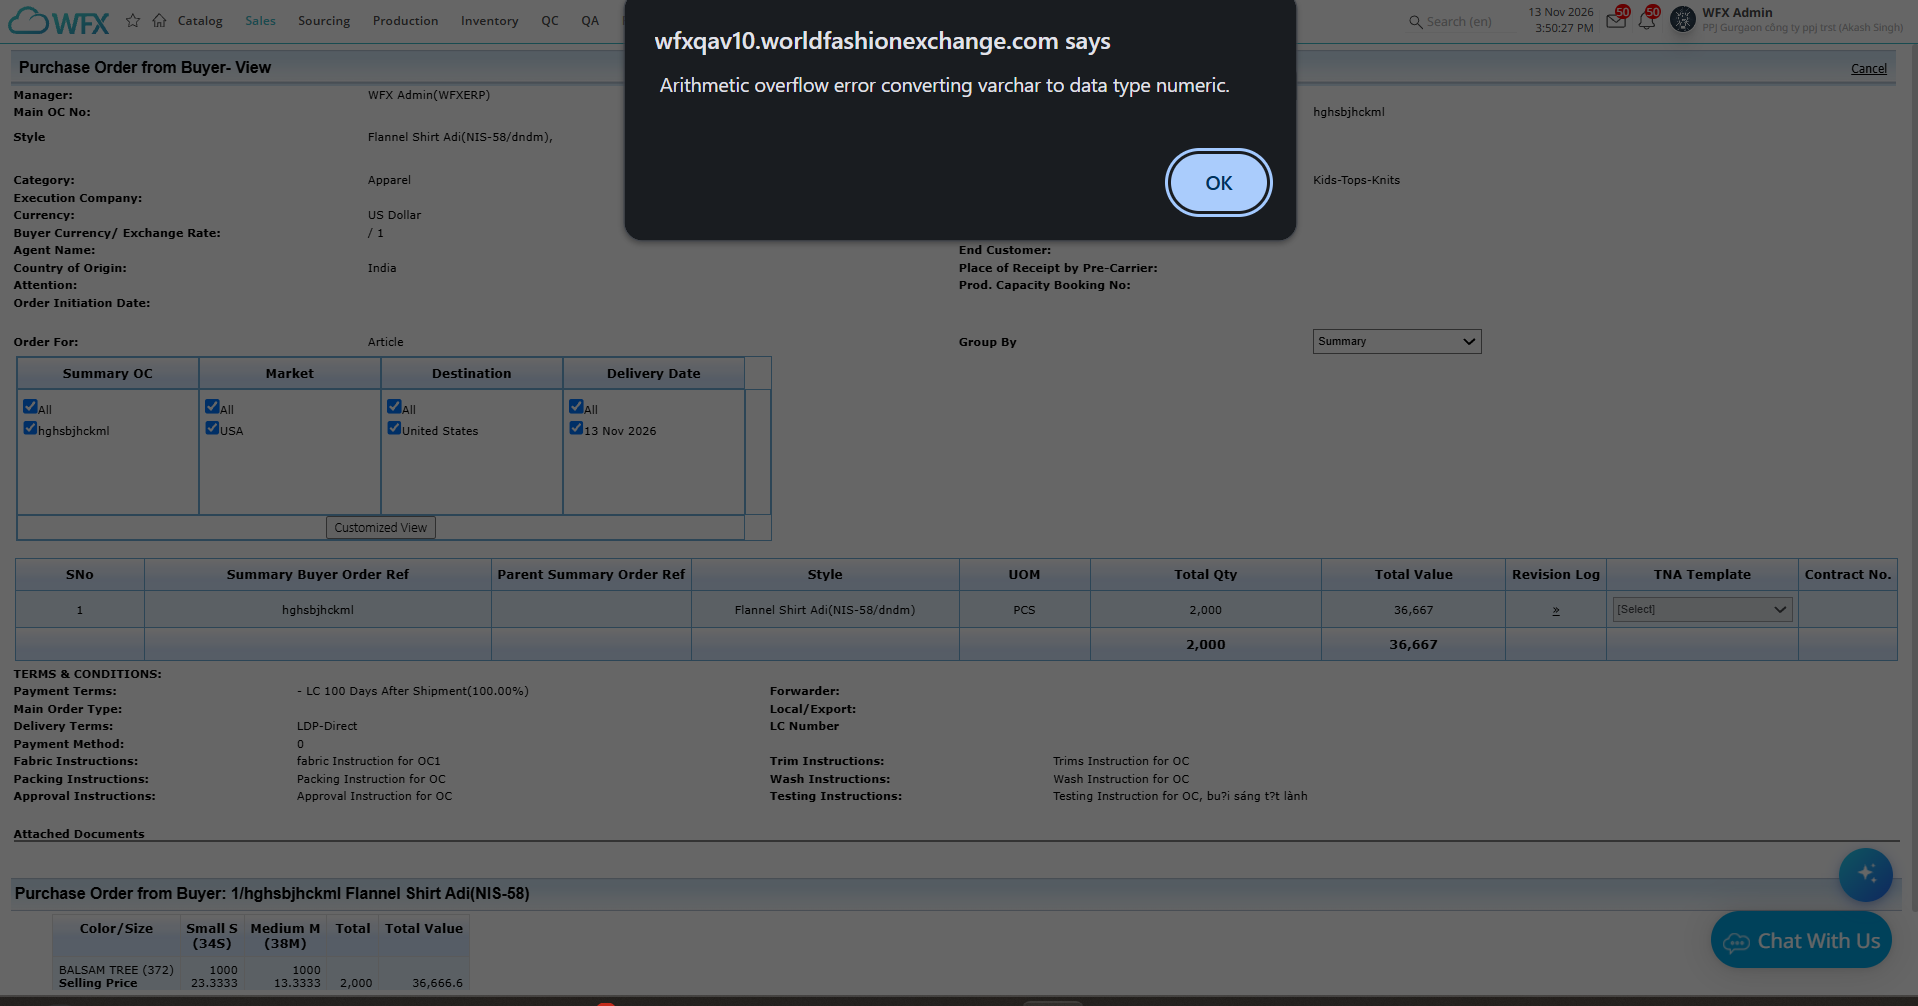 WFX Catalog Sales Sourcing Production Inventory QC QA
Search (en) 13 Nov 2026 3:50:27 PM 50 50 WFX Admin
PPJ Gurgaon công ty ppj trst (Akash Singh)
wfxqav10.worldfashionexchange.com says
Arithmetic overflow error converting varchar to data type numeric.
OK
Purchase Order from Buyer- View Cancel
Manager: WFX Admin(WFXERP)
Main OC No: hghsbjhckml
Style Flannel Shirt Adi(NIS-58/dndm),
Category: Apparel Kids-Tops-Knits
Execution Company:
Currency: US Dollar
Buyer Currency/ Exchange Rate: / 1
Agent Name: End Customer:
Country of Origin: India Place of Receipt by Pre-Carrier:
Attention: Prod. Capacity Booking No:
Order Initiation Date:
Order For: Article Group By Summary
Summary OC Market Destination Delivery Date
All All All All
hghsbjhckml USA United States 13 Nov 2026
Customized View
SNo Summary Buyer Order Ref Parent Summary Order Ref Style UOM Total Qty Total Value Revision Log TNA Template Contract No.
1 hghsbjhckml Flannel Shirt Adi(NIS-58/dndm) PCS 2,000 36,667 » [Select]
2,000 36,667
TERMS & CONDITIONS:
Payment Terms: - LC 100 Days After Shipment(100.00%) Forwarder:
Main Order Type: Local/Export:
Delivery Terms: LDP-Direct LC Number
Payment Method: 0
Fabric Instructions: fabric Instruction for OC1 Trim Instructions: Trims Instruction for OC
Packing Instructions: Packing Instruction for OC Wash Instructions: Wash Instruction for OC
Approval Instructions: Approval Instruction for OC Testing Instructions: Testing Instruction for OC, bu?i sáng t?t lành
Attached Documents
Purchase Order from Buyer: 1/hghsbjhckml Flannel Shirt Adi(NIS-58)
Color/Size Small S (34S) Medium M (38M) Total Total Value
BALSAM TREE (372) 1000 1000
Selling Price 23.3333 13.3333 2,000 36,666.6
Chat With Us